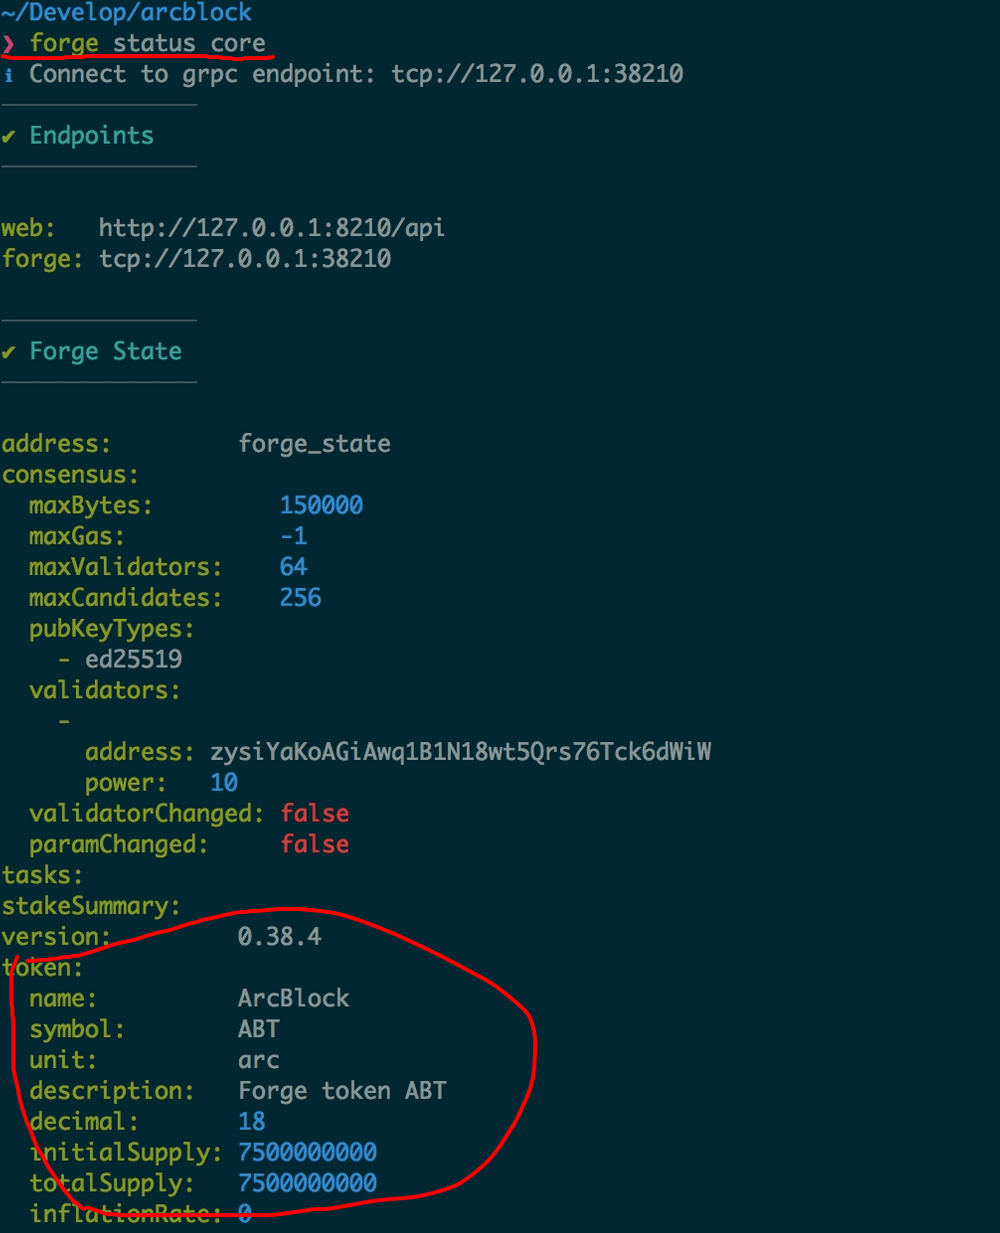 ~/Develop/arcblock
❯ forge status core
ℹ Connect to grpc endpoint: tcp://127.0.0.1:38210
✔ Endpoints
web: http://127.0.0.1:8210/api
forge: tcp://127.0.0.1:38210
✔ Forge State
address: forge_state
consensus:
maxBytes: 150000
maxGas: -1
maxValidators: 64
maxCandidates: 256
pubKeyTypes:
- ed25519
validators:
-
address: zysiYaKoAGiAwq1B1N18wt5Qrs76Tck6dWiW
power: 10
validatorChanged: false
paramChanged: false
tasks:
stakeSummary:
version: 0.38.4
token:
name: ArcBlock
symbol: ABT
unit: arc
description: Forge token ABT
decimal: 18
initialSupply: 7500000000
totalSupply: 7500000000
inflationRate: 0